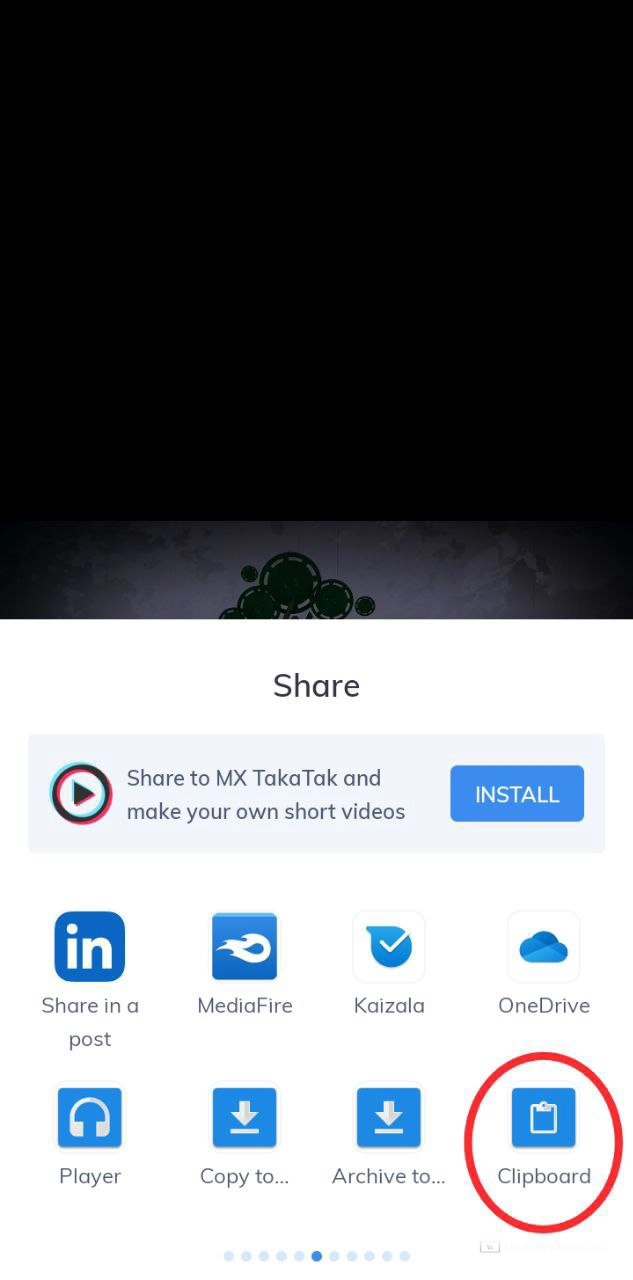 Share
Share to MX TakaTak and
make your own short videos
INSTALL
in
Share in a
post
MediaFire
Kaizala
OneDrive
Player
Copy to...
Archive to...
Clipboard